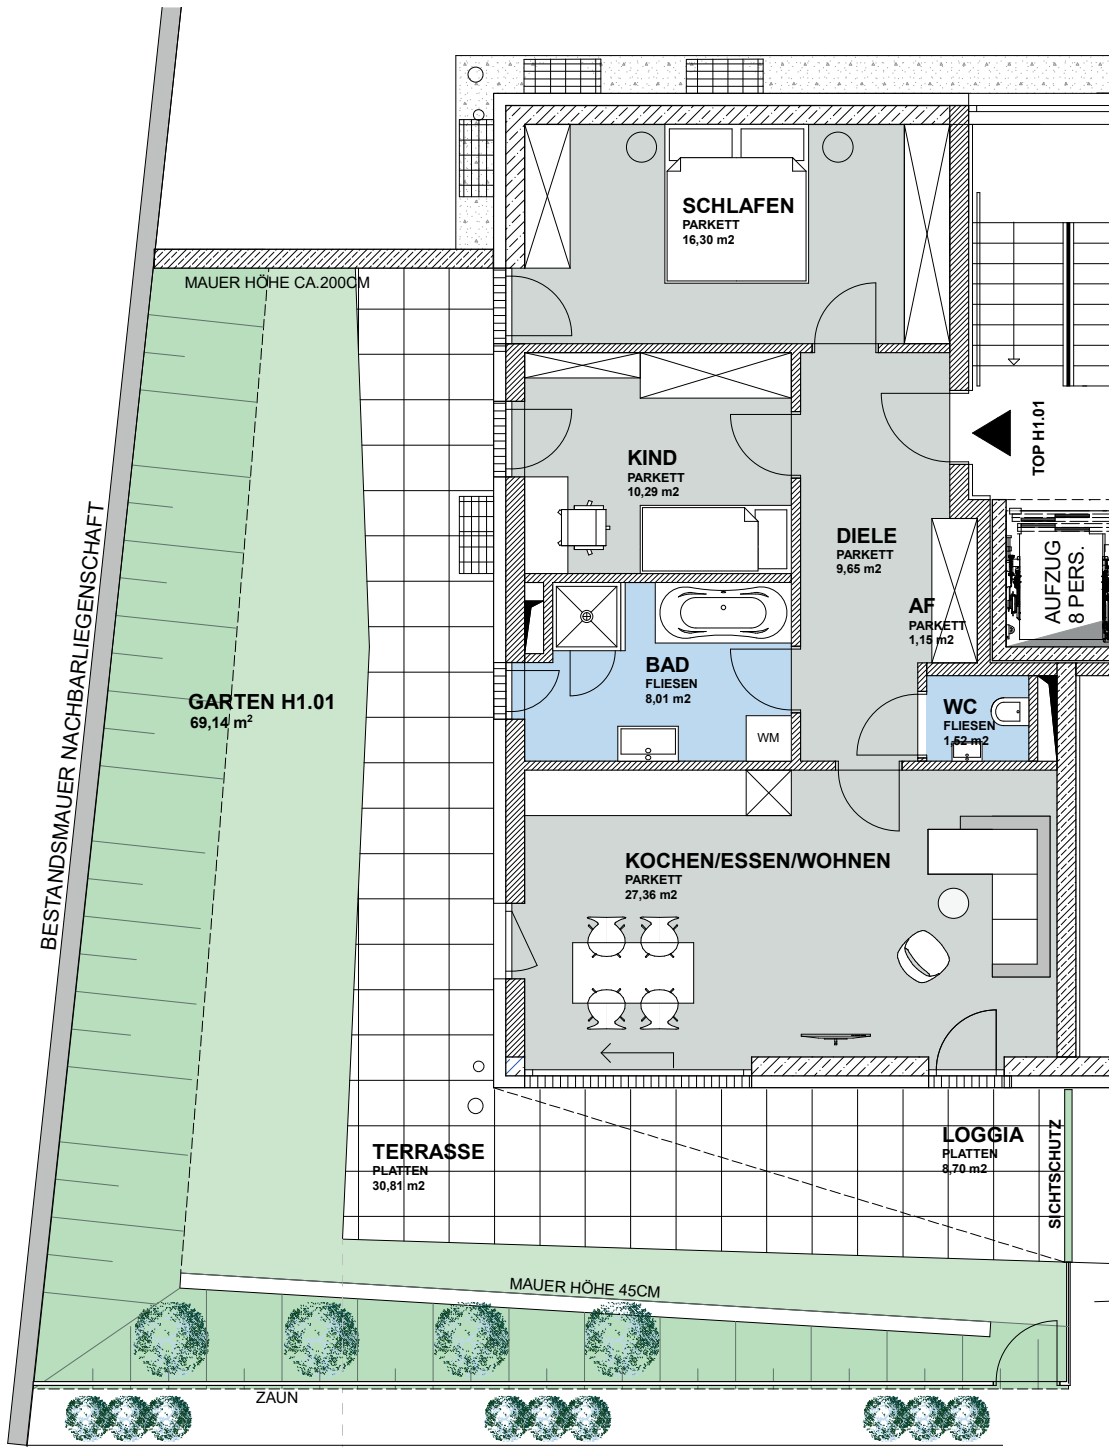 SCHLAFEN
PARKETT
16,30 m2
MAUER HÖHE CA.200CM
TOP H1.01
KIND
PARKETT
10,29 m2
DIELE
PARKETT
9,65 m2
AUFZUG
8 PERS.
AF
PARKETT
1,15 m2
BESTANDSMAUER NACHBARLIEGENSCHAFT
GARTEN H1.01
69,14 m²
BAD
FLIESEN
8,01 m2
WC
FLIESEN
1,52 m2
WM
KOCHEN/ESSEN/WOHNEN
PARKETT
27,36 m2
TERRASSE
PLATTEN
30,81 m2
LOGGIA
PLATTEN
8,70 m2
SICHTSCHUTZ
MAUER HÖHE 45CM
ZAUN